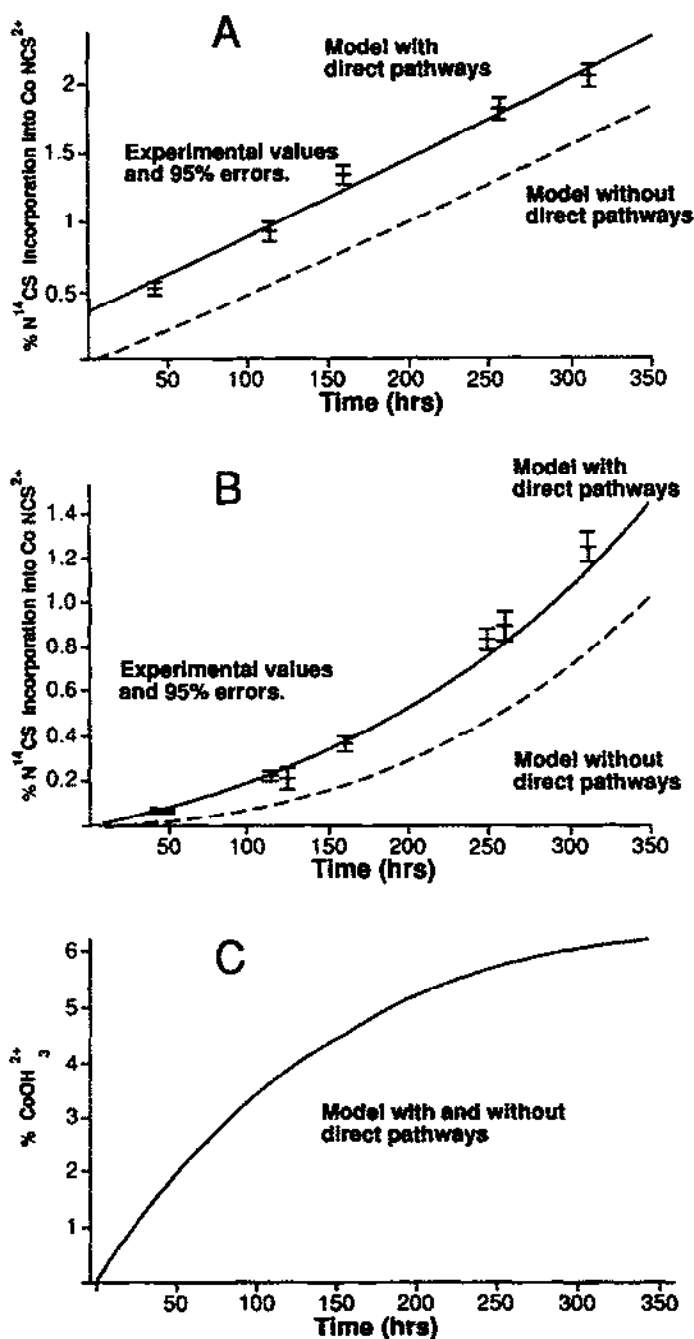 A
% N¹⁴CS Incorporation into Co NCS²⁺
2
1.5
1
0.5
Model with
direct pathways
Experimental values
and 95% errors.
Model without
direct pathways
50 100 150 200 250 300 350
Time (hrs)
B
% N¹⁴CS Incorporation into Co NCS²⁺
1.4
1.2
1.0
0.8
0.6
0.4
0.2
Model with
direct pathways
Experimental values
and 95% errors.
Model without
direct pathways
50 100 150 200 250 300 350
Time (hrs)
C
% CoOH₃²⁺
6
5
4
3
2
1
Model with and without
direct pathways
50 100 150 200 250 300 350
Time (hrs)